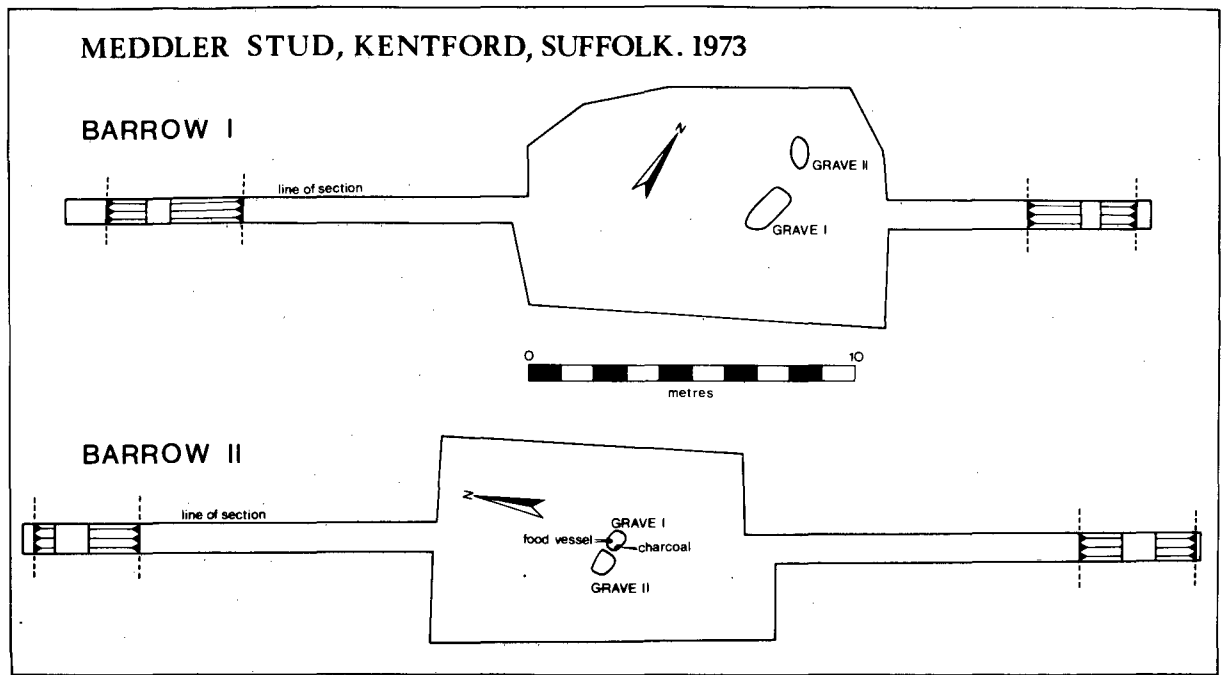 MEDDLER STUD, KENTFORD, SUFFOLK. 1973
BARROW I
N
GRAVE II
line of section
GRAVE I
0 10
metres
BARROW II
line of section
N
GRAVE I
food vessel
charcoal
GRAVE II